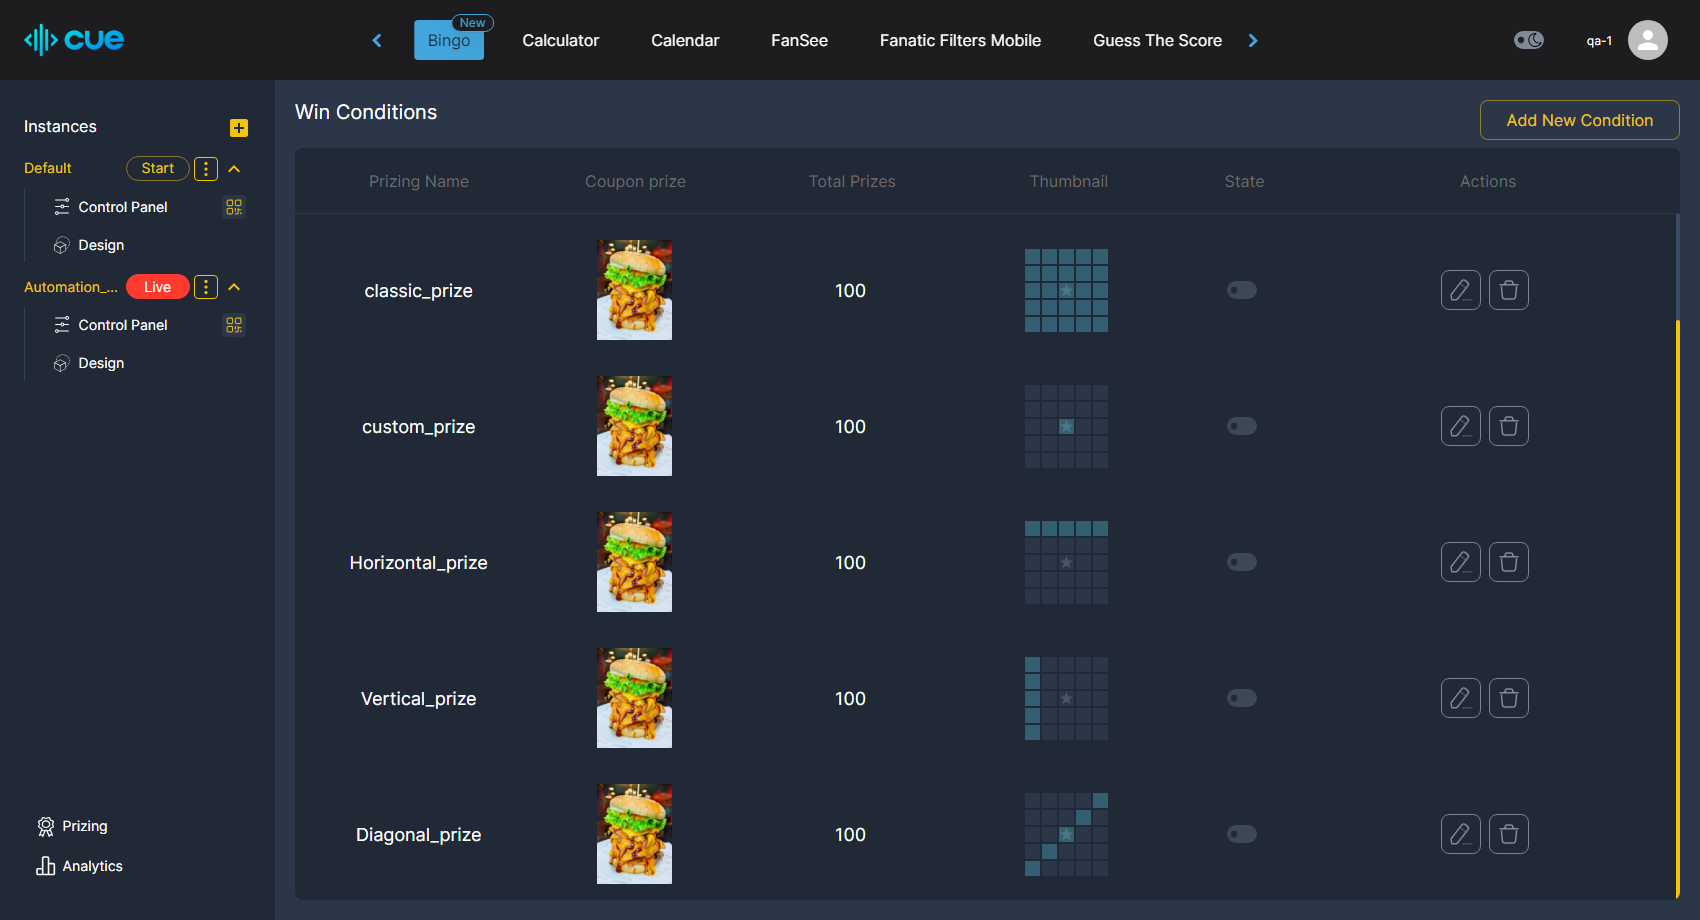 cue
New
Bingo
Calculator
Calendar
FanSee
Fanatic Filters Mobile
Guess The Score
qa-1
Instances
Default
Start
Control Panel
Design
Automation_...
Live
Control Panel
Design
Prizing
Analytics
Win Conditions
Add New Condition
Prizing Name Coupon prize Total Prizes Thumbnail State Actions
classic_prize 100
custom_prize 100
Horizontal_prize 100
Vertical_prize 100
Diagonal_prize 100